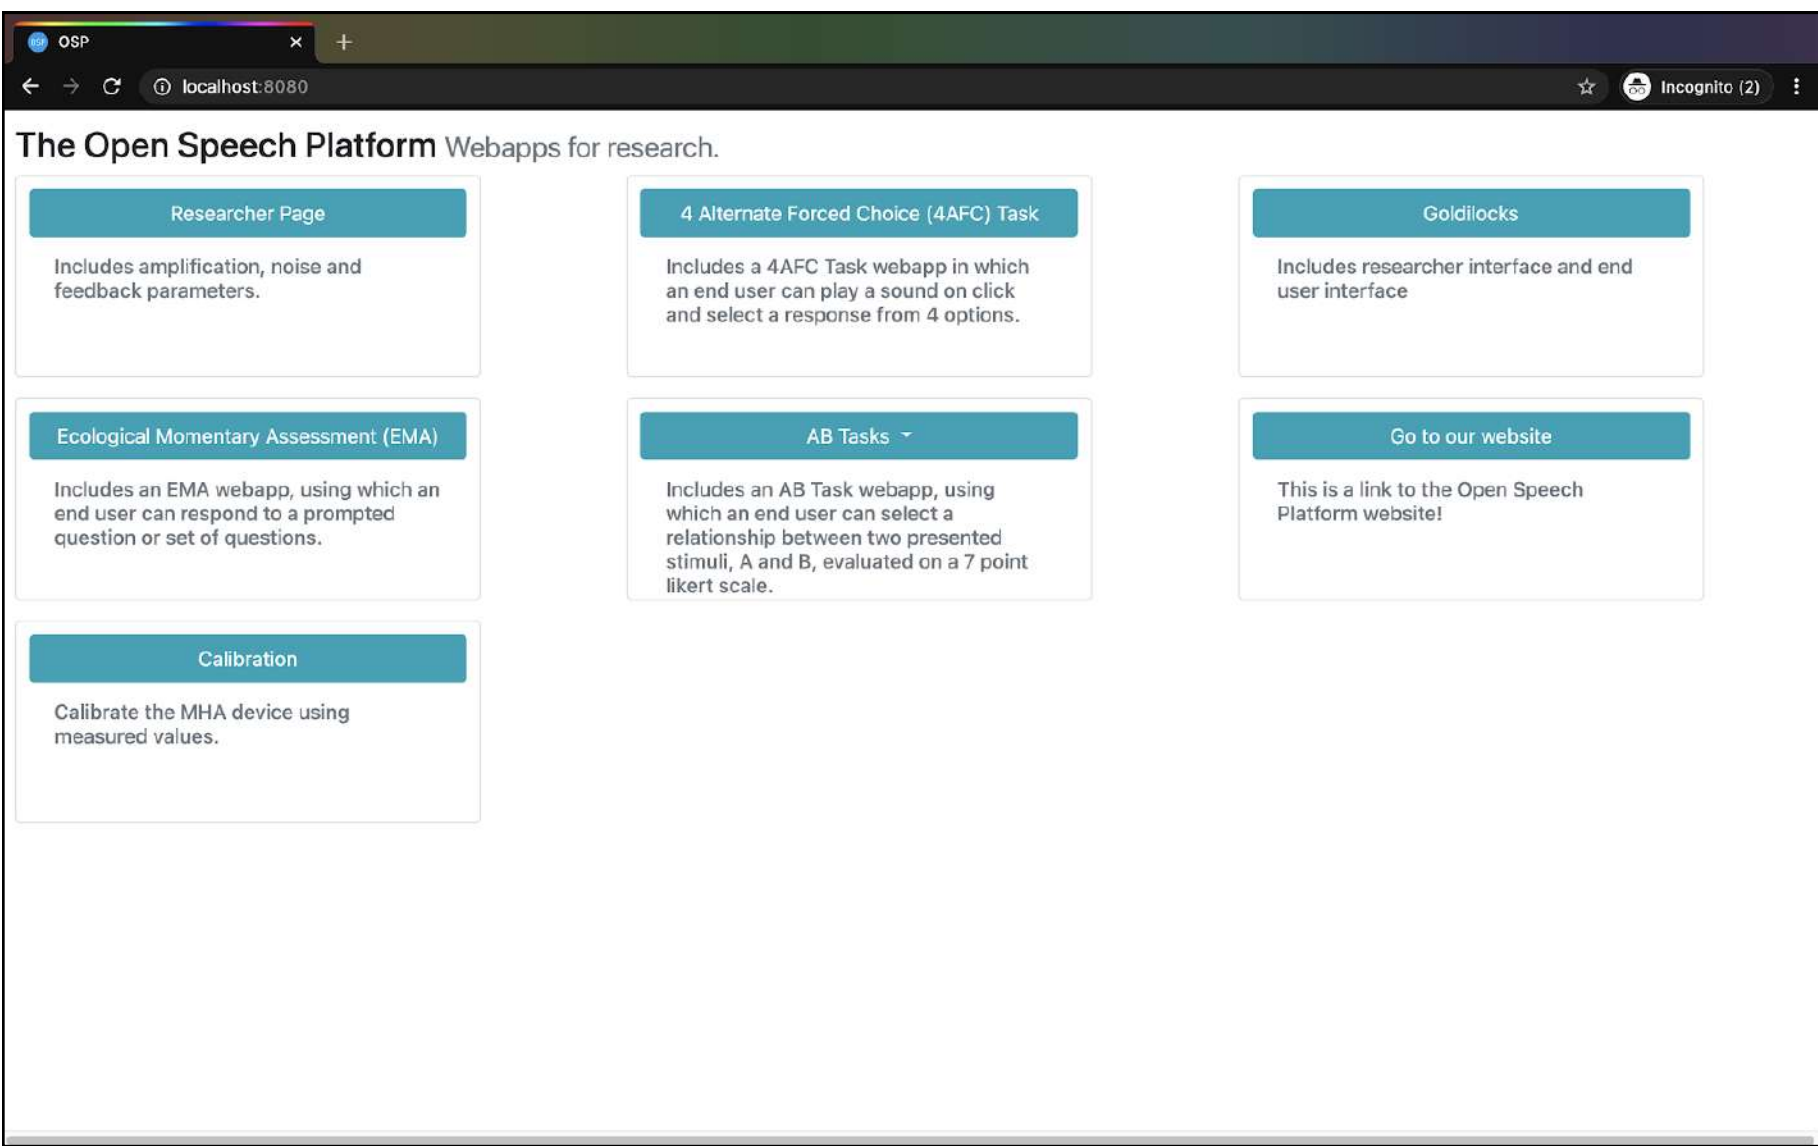 OSP
localhost:8080
Incognito (2)
The Open Speech Platform Webapps for research.
Researcher Page
Includes amplification, noise and
feedback parameters.
4 Alternate Forced Choice (4AFC) Task
Includes a 4AFC Task webapp in which
an end user can play a sound on click
and select a response from 4 options.
Goldilocks
Includes researcher interface and end
user interface
Ecological Momentary Assessment (EMA)
Includes an EMA webapp, using which an
end user can respond to a prompted
question or set of questions.
AB Tasks
Includes an AB Task webapp, using
which an end user can select a
relationship between two presented
stimuli, A and B, evaluated on a 7 point
likert scale.
Go to our website
This is a link to the Open Speech
Platform website!
Calibration
Calibrate the MHA device using
measured values.